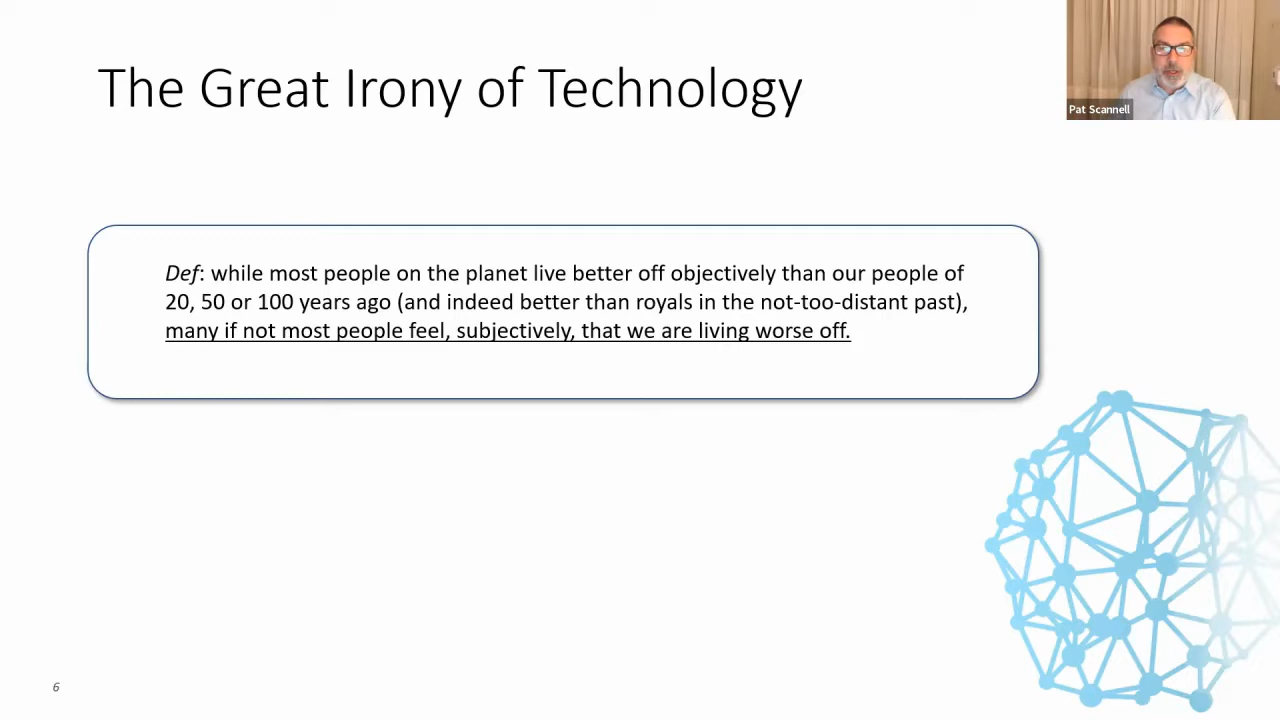 The Great Irony of Technology
Pat Scannell
Def: while most people on the planet live better off objectively than our people of
20, 50 or 100 years ago (and indeed better than royals in the not-too-distant past),
many if not most people feel, subjectively, that we are living worse off.
6